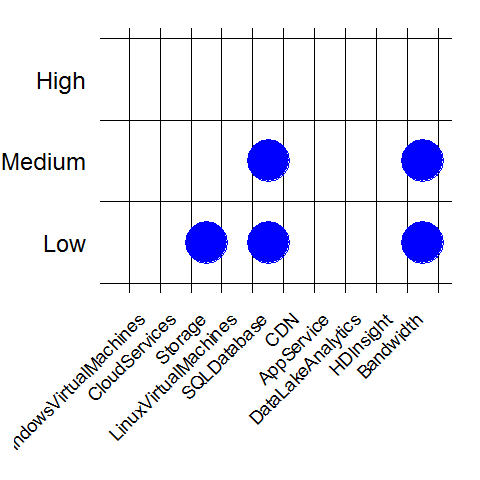 High
Medium
Low
ndowsVirtualMachines
CloudServices
Storage
LinuxVirtualMachines
SQLDatabase
CDN
AppService
DataLakeAnalytics
HDInsight
Bandwidth